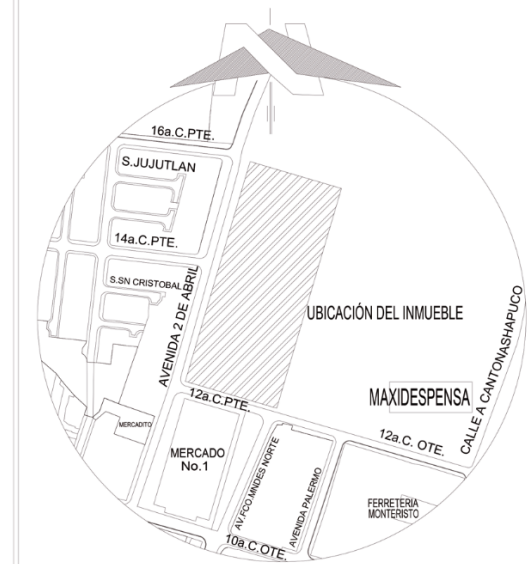 16a.C.PTE.
S.JUJUTLAN
14a.C.PTE.
S.SN CRISTOBAL
AVENIDA 2 DE ABRIL
UBICACIÓN DEL INMUEBLE
CALLE A CANTONASHAPUCO
MAXIDESPENSA
12a.C.PTE.
12a.C. OTE.
MERCADITO
MERCADO
No.1
AV.FCO.MNDES NORTE
AVENIDA PALERMO
FERRETERIA
MONTERISTO
10a.C.OTE.